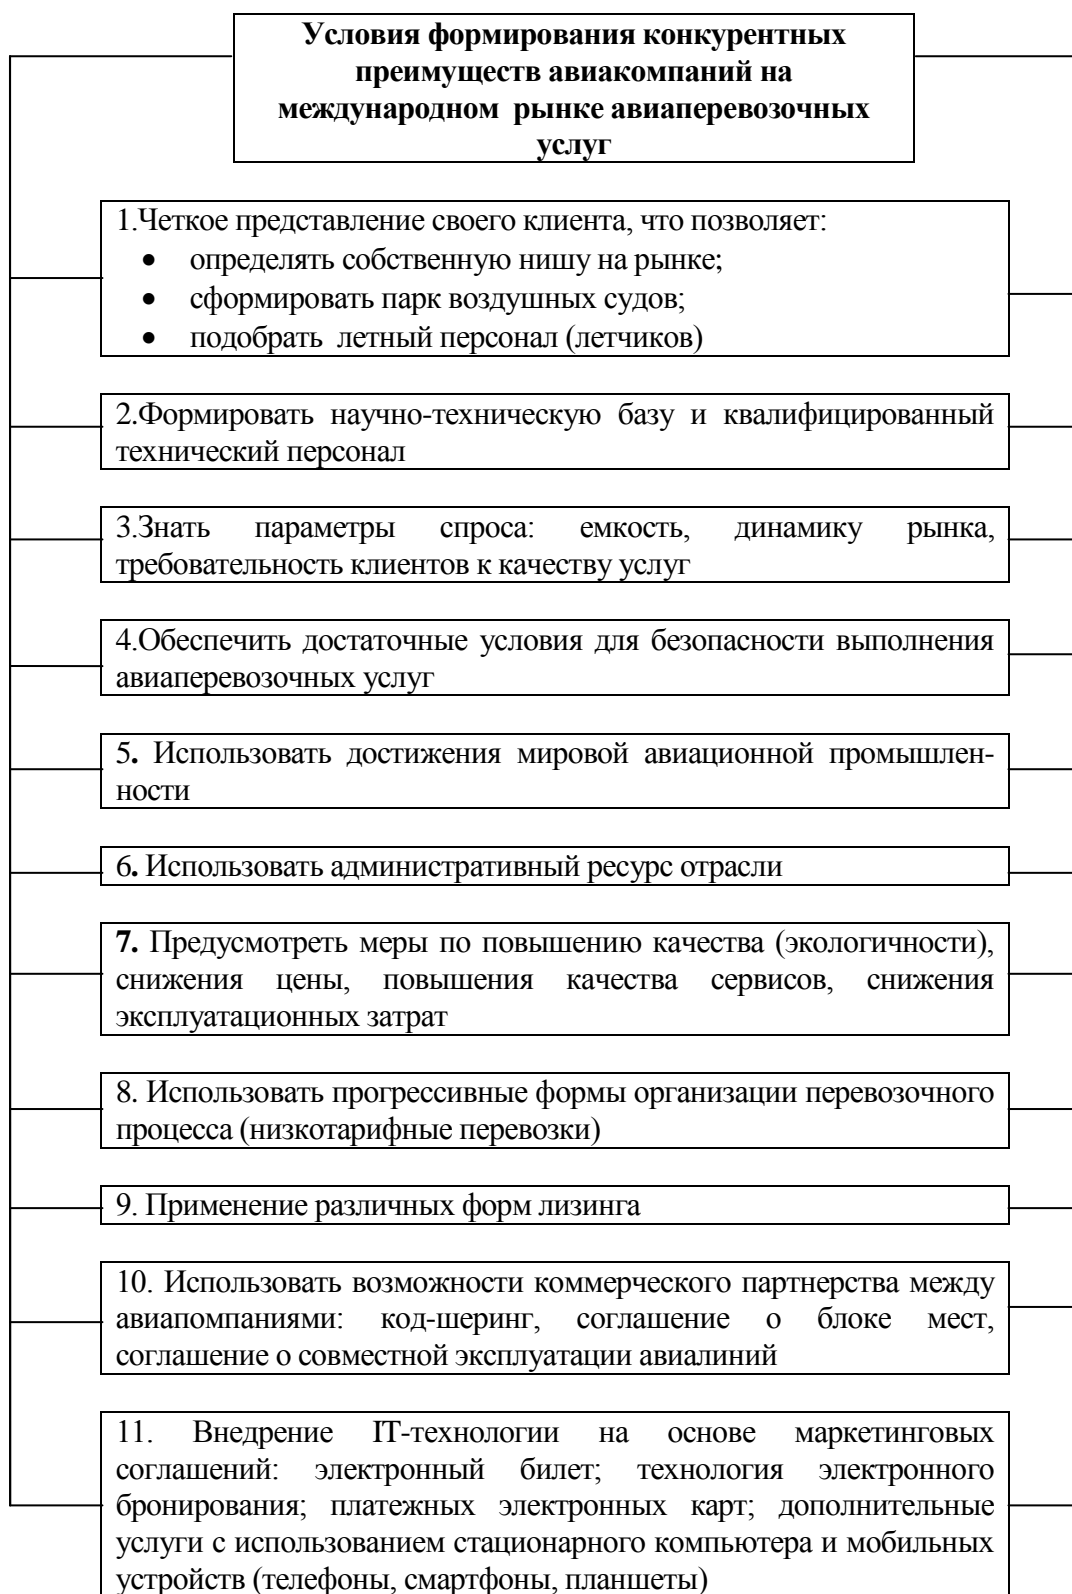 Условия формирования конкурентных
преимуществ авиакомпаний на
международном рынке авиаперевозочных
услуг
1.Четкое представление своего клиента, что позволяет:
• определять собственную нишу на рынке;
• сформировать парк воздушных судов;
• подобрать летный персонал (летчиков)
2.Формировать научно-техническую базу и квалифицированный
технический персонал
3.Знать параметры спроса: емкость, динамику рынка,
требовательность клиентов к качеству услуг
4.Обеспечить достаточные условия для безопасности выполнения
авиаперевозочных услуг
5. Использовать достижения мировой авиационной промышлен-
ности
6. Использовать административный ресурс отрасли
7. Предусмотреть меры по повышению качества (экологичности),
снижения цены, повышения качества сервисов, снижения
эксплуатационных затрат
8. Использовать прогрессивные формы организации перевозочного
процесса (низкотарифные перевозки)
9. Применение различных форм лизинга
10. Использовать возможности коммерческого партнерства между
авиапомпаниями: код-шеринг, соглашение о блоке мест,
соглашение о совместной эксплуатации авиалиний
11. Внедрение IT-технологии на основе маркетинговых
соглашений: электронный билет; технология электронного
бронирования; платежных электронных карт; дополнительные
услуги с использованием стационарного компьютера и мобильных
устройств (телефоны, смартфоны, планшеты)